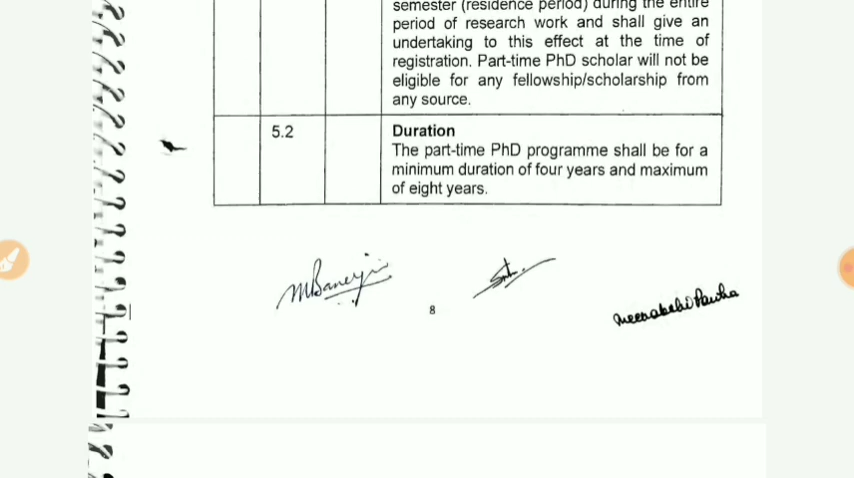 semester (residence period) during the entire
period of research work and shall give an
undertaking to this effect at the time of
registration. Part-time PhD scholar will not be
eligible for any fellowship/scholarship from
any source.
5.2
Duration
The part-time PhD programme shall be for a
minimum duration of four years and maximum
of eight years.
MBanerji
8